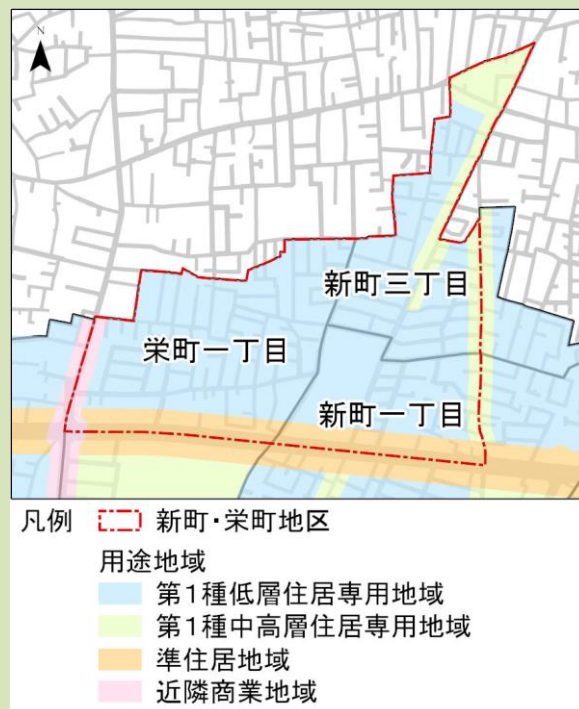 N
新町三丁目
栄町一丁目
新町一丁目
凡例 新町・栄町地区
用途地域
第1種低層住居専用地域
第1種中高層住居専用地域
準住居地域
近隣商業地域